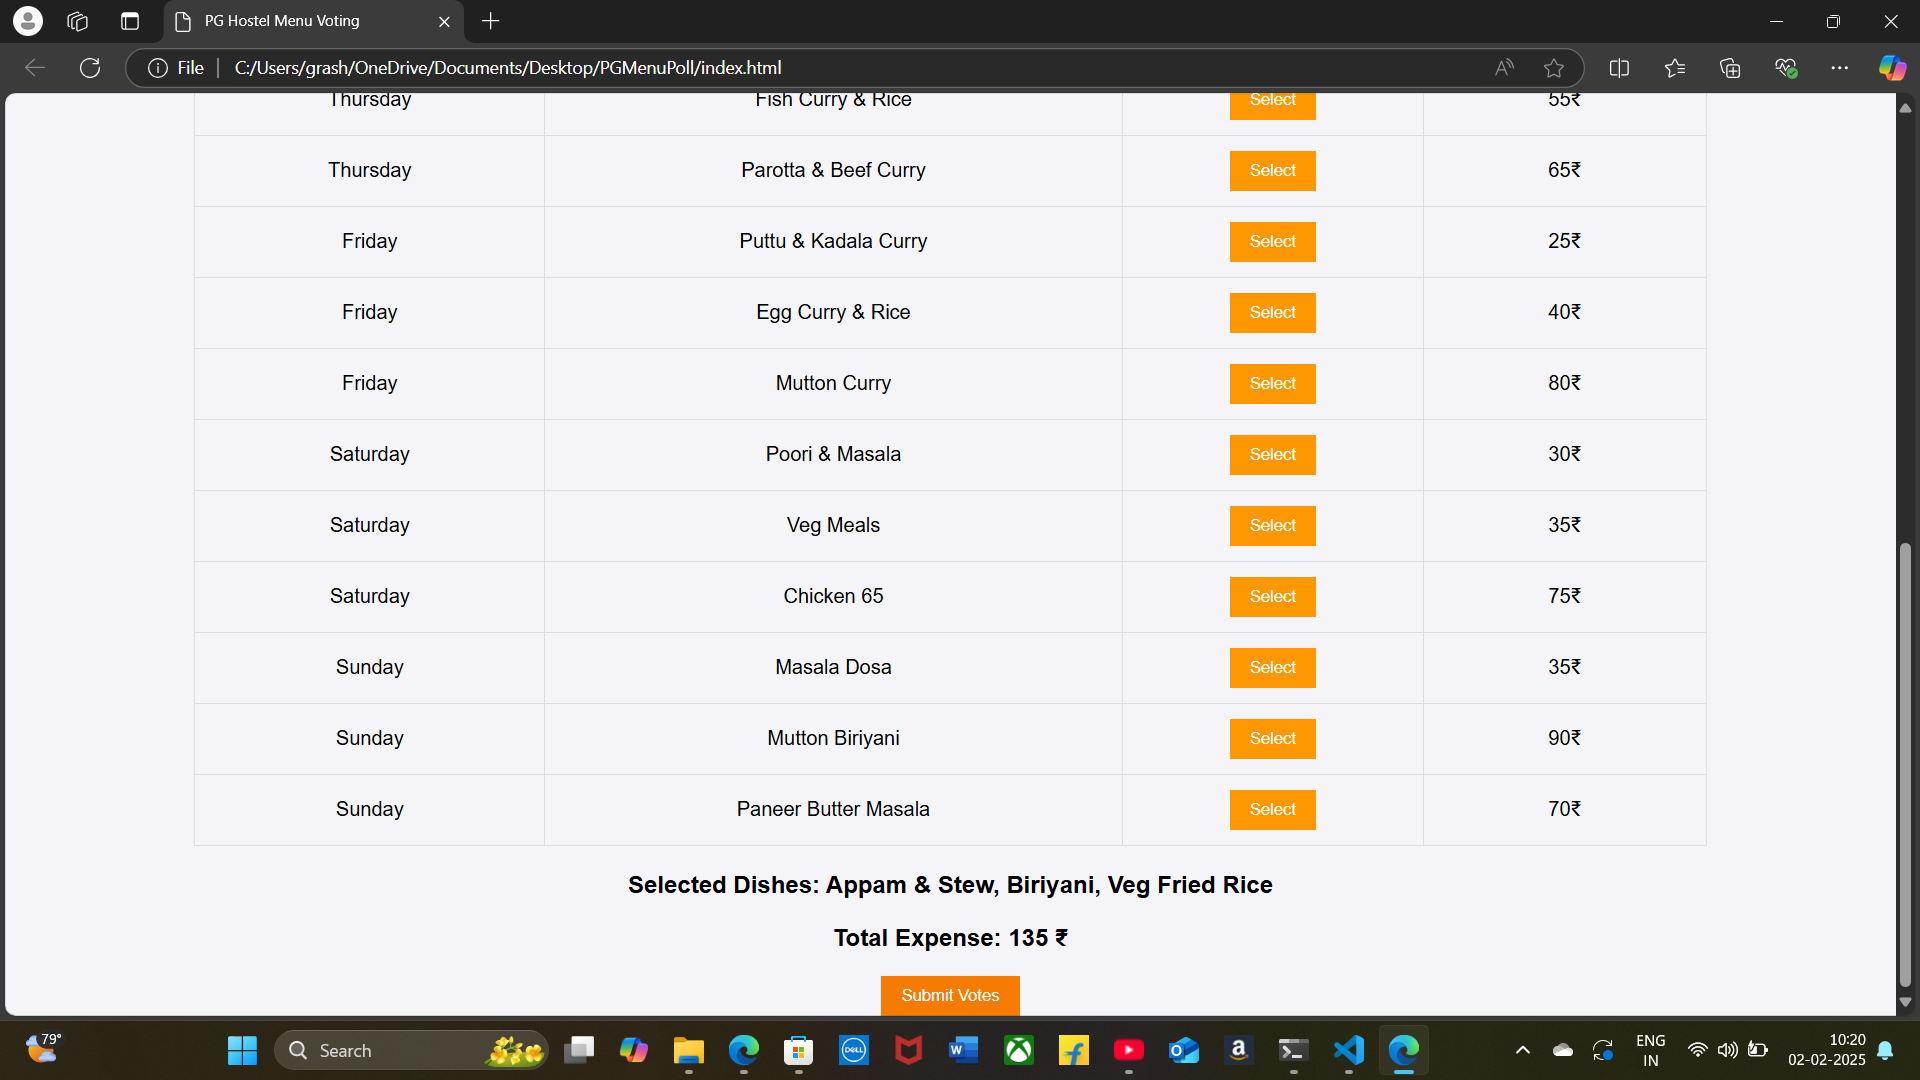 PG Hostel Menu Voting
File C:/Users/grash/OneDrive/Documents/Desktop/PGMenuPoll/index.html
Thursday Fish Curry & Rice Select 55₹
Thursday Parotta & Beef Curry Select 65₹
Friday Puttu & Kadala Curry Select 25₹
Friday Egg Curry & Rice Select 40₹
Friday Mutton Curry Select 80₹
Saturday Poori & Masala Select 30₹
Saturday Veg Meals Select 35₹
Saturday Chicken 65 Select 75₹
Sunday Masala Dosa Select 35₹
Sunday Mutton Biriyani Select 90₹
Sunday Paneer Butter Masala Select 70₹
Selected Dishes: Appam & Stew, Biriyani, Veg Fried Rice
Total Expense: 135 ₹
Submit Votes
79°
Search
DELL
ENG
IN
10:20
02-02-2025